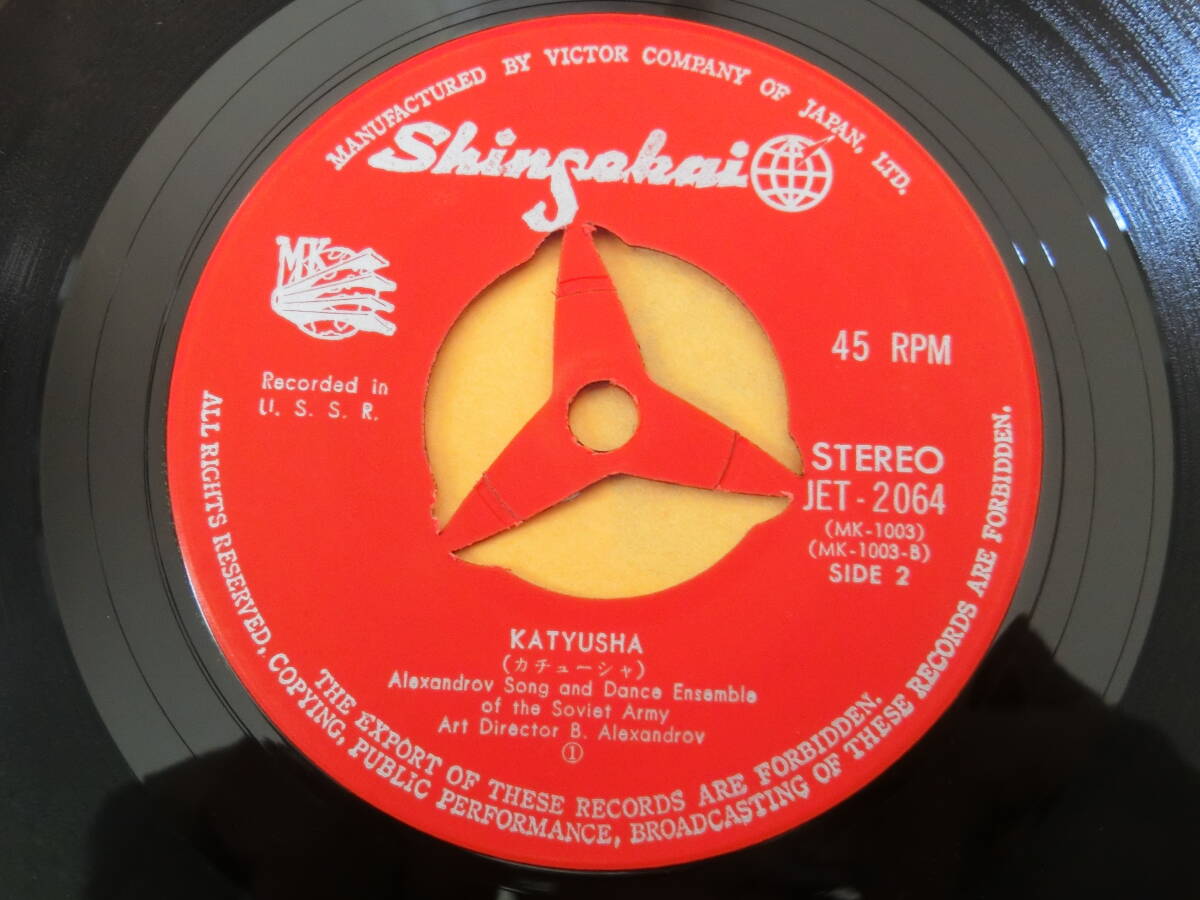 MANUFACTURED BY VICTOR COMPANY OF JAPAN, LTD.
Shinsekai
MK
Recorded in
U. S. S. R.
45 RPM
STEREO
JET-2064
(MK-1003)
(MK-1003-B)
SIDE 2
KATYUSHA
(カチューシャ)
Alexandrov Song and Dance Ensemble
of the Soviet Army
Art Director B. Alexandrov
①
THE EXPORT OF THESE RECORDS ARE FORBIDDEN.
ALL RIGHTS RESERVED, COPYING, PUBLIC PERFORMANCE, BROADCASTING OF THESE RECORDS ARE FORBIDDEN.